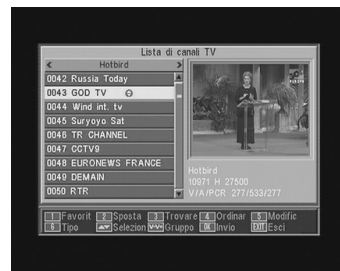 Lista di canali TV
Hotbird
0042 Russia Today
0043 GOD TV
0044 Wind int. tv
0045 Suryoyo Sat
0046 TR CHANNEL
0047 CCTV9
0048 EURONEWS FRANCE
0049 DEMAIN
0050 RTR
Hotbird
10971 H 27500
V/A/PCR 277/533/277
1 Favorit 2 Sposta 3 Trovare 4 Ordinar 5 Modific
6 Tipo Selezion V-V+ Gruppo OK Invio EXIT Esci